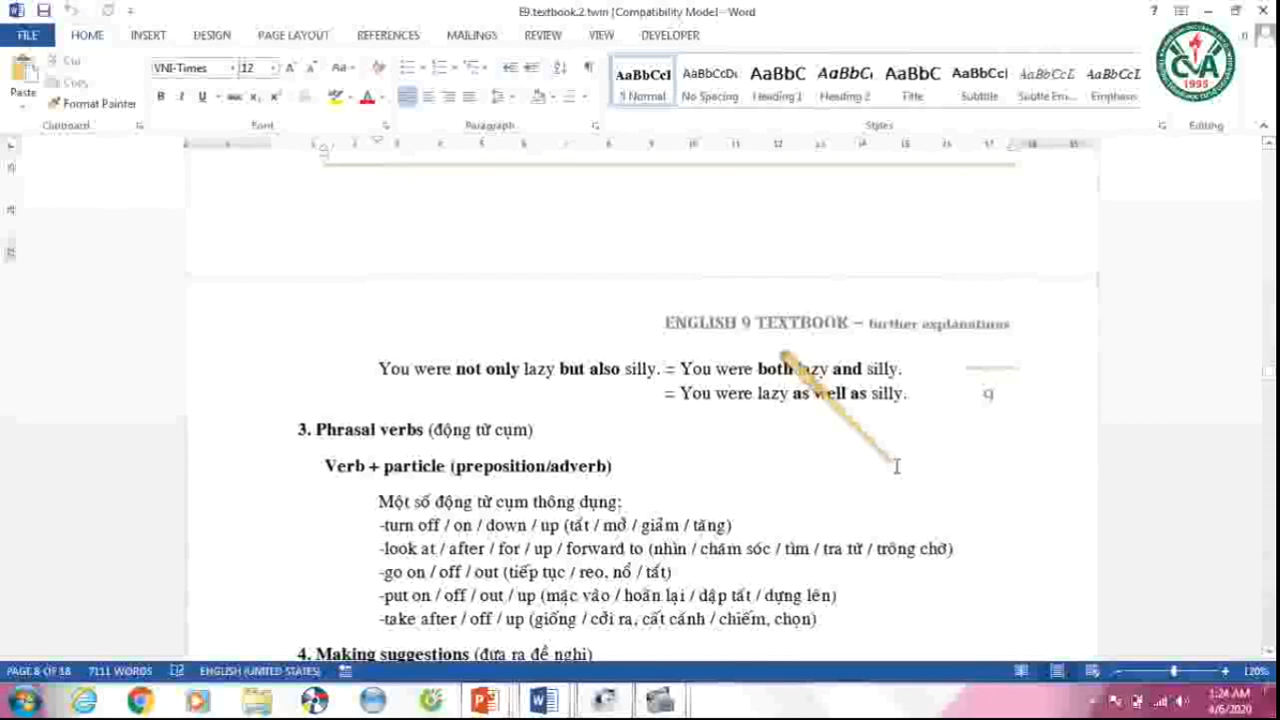 E9.textbook.2.twin [Compatibility Mode] - Word
FILE HOME INSERT DESIGN PAGE LAYOUT REFERENCES MAILINGS REVIEW VIEW DEVELOPER
CVA
1995
Cut
Copy
Paste Format Painter
VNI-Times 12
AaBbCcI AaBbCcDc AaBbC AaBbCc AaBbC AaBbCcI AaBbCcL AaBbCcL
¶ Normal No Spacing Heading 1 Heading 2 Title Subtitle Subtle Em... Emphasis
Clipboard Font Paragraph Styles Editing
ENGLISH 9 TEXTBOOK – further explanations
You were not only lazy but also silly. = You were both lazy and silly.
= You were lazy as well as silly.
9
3. Phrasal verbs (động từ cụm)
Verb + particle (preposition/adverb)
Một số động từ cụm thông dụng:
-turn off / on / down / up (tắt / mở / giảm / tăng)
-look at / after / for / up / forward to (nhìn / chăm sóc / tìm / tra từ / trông chờ)
-go on / off / out (tiếp tục / reo, nổ / tắt)
-put on / off / out / up (mặc vào / hoãn lại / dập tắt / dựng lên)
-take after / off / up (giống / cởi ra, cất cánh / chiếm, chọn)
4. Making suggestions (đưa ra đề nghị)
PAGE 8 OF 18 7111 WORDS ENGLISH (UNITED STATES) 120%
1:24 AM
4/6/2020